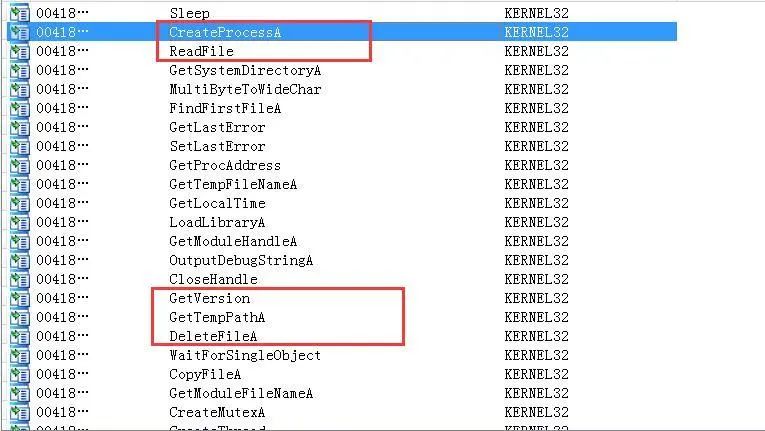 00418… Sleep KERNEL32
00418… CreateProcessA KERNEL32
00418… ReadFile KERNEL32
00418… GetSystemDirectoryA KERNEL32
00418… MultiByteToWideChar KERNEL32
00418… FindFirstFileA KERNEL32
00418… GetLastError KERNEL32
00418… SetLastError KERNEL32
00418… GetProcAddress KERNEL32
00418… GetTempFileNameA KERNEL32
00418… GetLocalTime KERNEL32
00418… LoadLibraryA KERNEL32
00418… GetModuleHandleA KERNEL32
00418… OutputDebugStringA KERNEL32
00418… CloseHandle KERNEL32
00418… GetVersion KERNEL32
00418… GetTempPathA KERNEL32
00418… DeleteFileA KERNEL32
00418… WaitForSingleObject KERNEL32
00418… CopyFileA KERNEL32
00418… GetModuleFileNameA KERNEL32
00418… CreateMutexA KERNEL32
00418… CreateThread KERNEL32